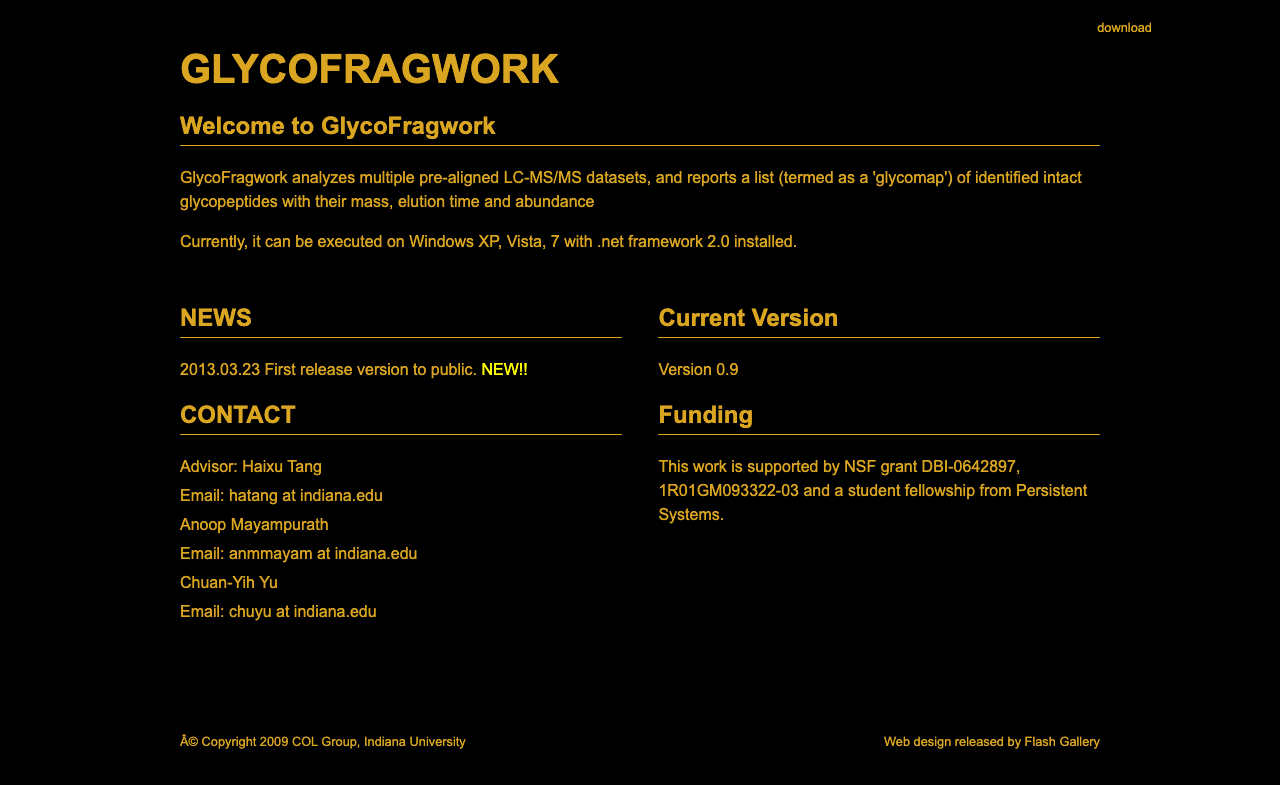 download
GLYCOFRAGWORK
Welcome to GlycoFragwork
GlycoFragwork analyzes multiple pre-aligned LC-MS/MS datasets, and reports a list (termed as a 'glycomap') of identified intact
glycopeptides with their mass, elution time and abundance
Currently, it can be executed on Windows XP, Vista, 7 with .net framework 2.0 installed.
NEWS
2013.03.23 First release version to public. NEW!!
CONTACT
Advisor: Haixu Tang
Email: hatang at indiana.edu
Anoop Mayampurath
Email: anmmayam at indiana.edu
Chuan-Yih Yu
Email: chuyu at indiana.edu
Current Version
Version 0.9
Funding
This work is supported by NSF grant DBI-0642897,
1R01GM093322-03 and a student fellowship from Persistent
Systems.
Â© Copyright 2009 COL Group, Indiana University
Web design released by Flash Gallery